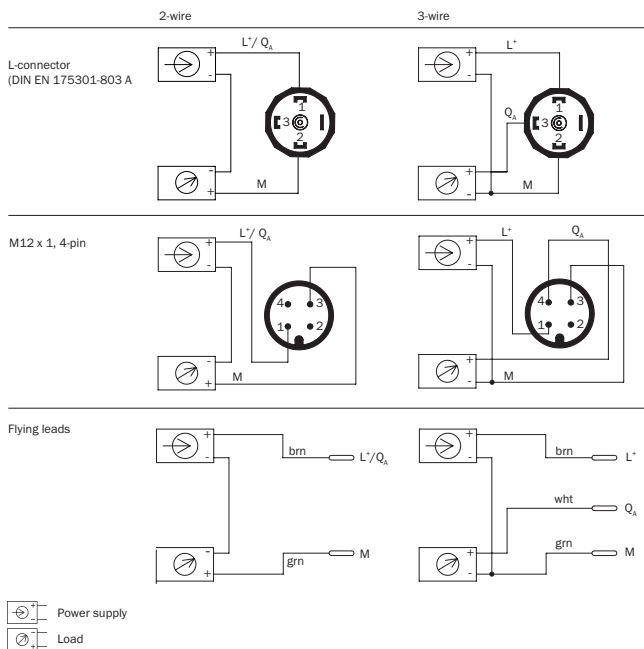 2-wire 3-wire
L-connector
(DIN EN 175301-803 A
+ L⁺/ Q_A
-
1
3
2
-
+ M
+ L⁺
-
1
Q_A 3
2
+
- M
M12 x 1, 4-pin
+ L⁺/ Q_A
-
4 3
1 2
-
+ M
+ L⁺ Q_A
-
4 3
1 2
+
- M
Flying leads
+ brn L⁺/Q_A
-
-
+ grn M
+ brn L⁺
-
wht Q_A
+ grn M
-
+
- Power supply
-
+ Load